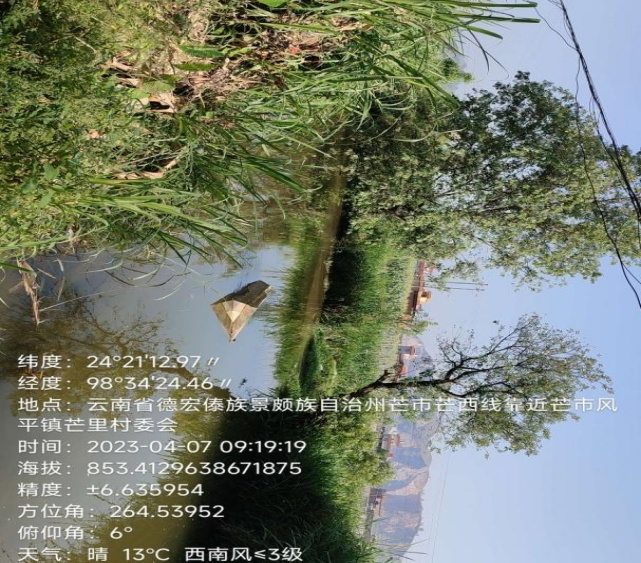 纬度：24°21′12.97〃
经度：98°34′24.46〃
地点：云南省德宏傣族景颇族自治州芒市芒西线靠近芒市风
平镇芒里村委会
时间：2023-04-07 09:19:19
海拔：853.4129638671875
精度：±6.635954
方位角：264.53952
俯仰角：6°
天气：晴 13℃ 西南风≤3级